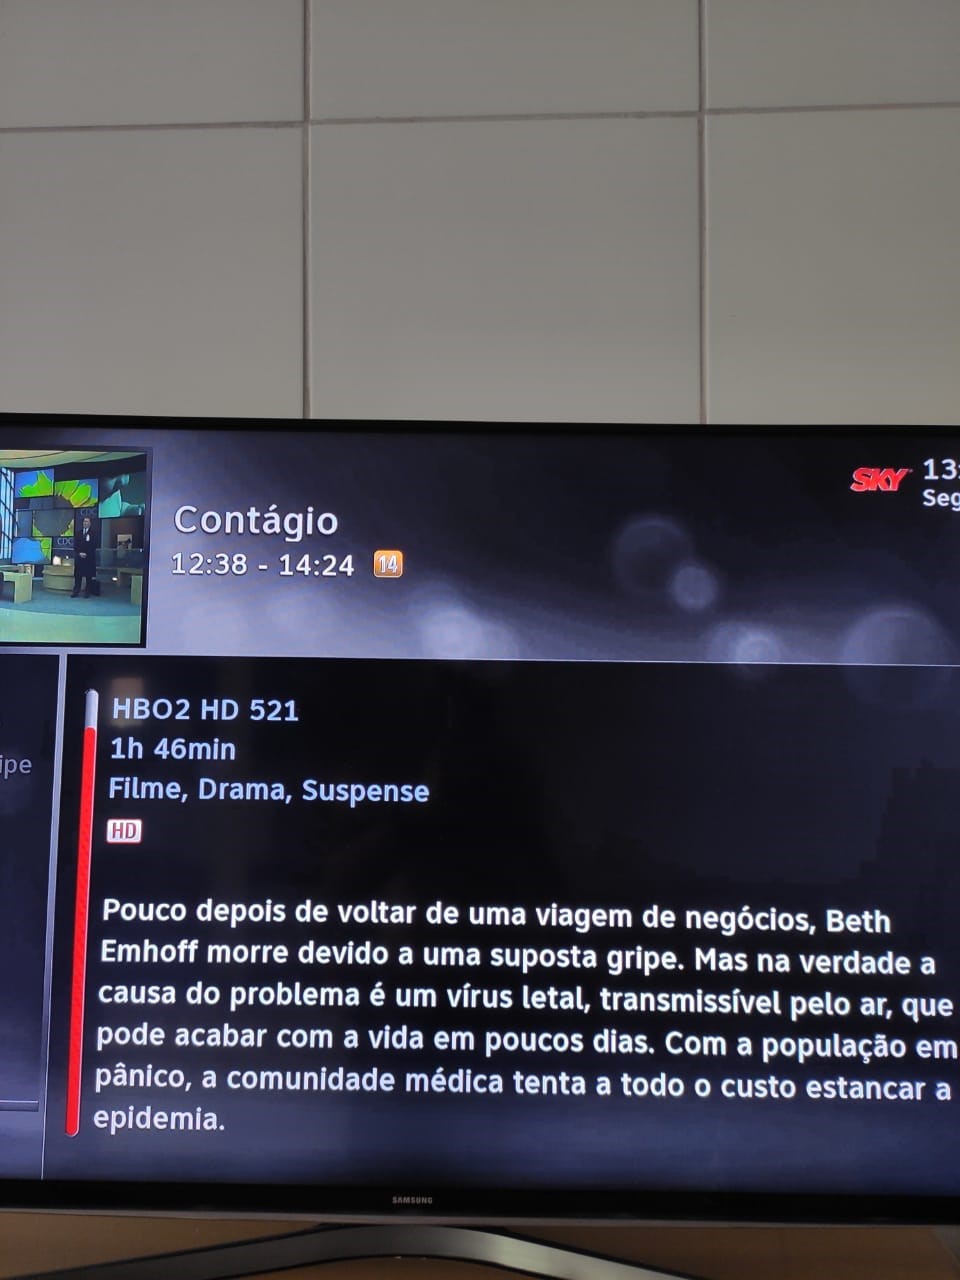 Contágio
12:38 - 14:24 14
SKY 13:
Seg
CDC
CDC
ipe
HBO2 HD 521
1h 46min
Filme, Drama, Suspense
HD
Pouco depois de voltar de uma viagem de negócios, Beth
Emhoff morre devido a uma suposta gripe. Mas na verdade a
causa do problema é um vírus letal, transmissível pelo ar, que
pode acabar com a vida em poucos dias. Com a população em
pânico, a comunidade médica tenta a todo o custo estancar a
epidemia.
SAMSUNG